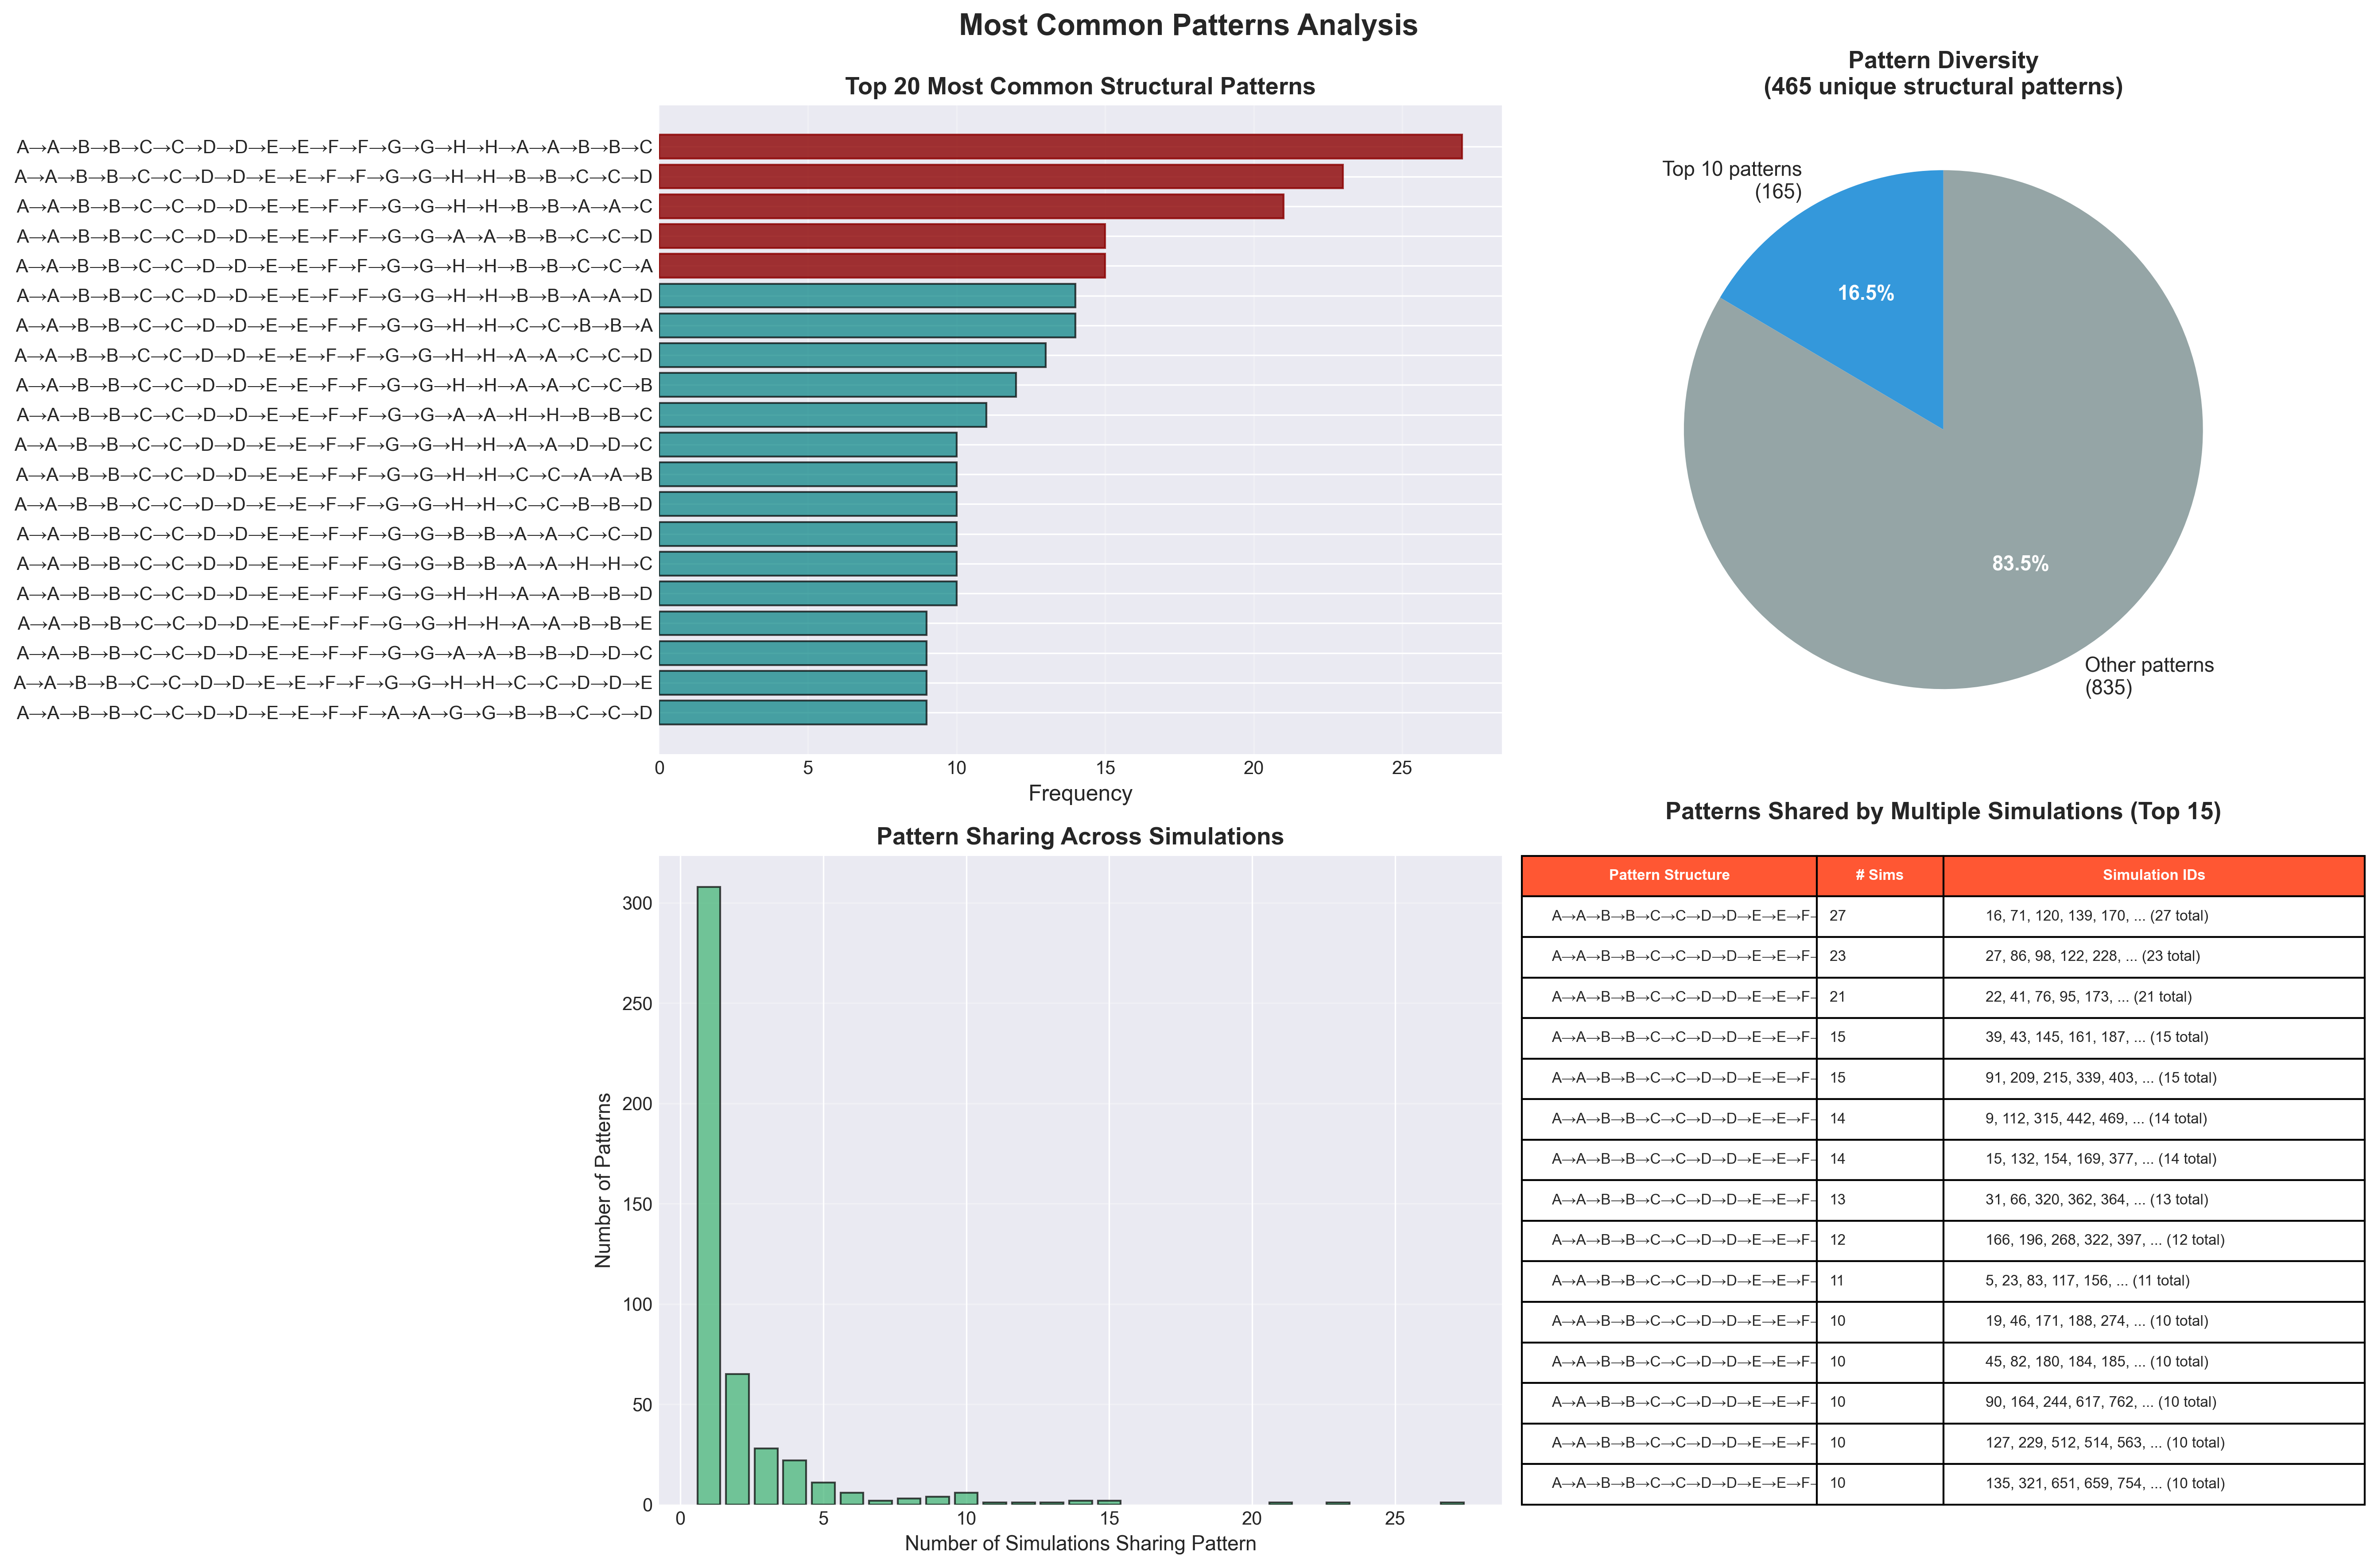 Most Common Patterns Analysis
Top 20 Most Common Structural Patterns
A→A→B→B→C→C→D→D→E→E→F→F→G→G→H→H→A→A→B→B→C
A→A→B→B→C→C→D→D→E→E→F→F→G→G→H→H→B→B→C→C→D
A→A→B→B→C→C→D→D→E→E→F→F→G→G→H→H→B→B→A→A→C
A→A→B→B→C→C→D→D→E→E→F→F→G→G→A→A→B→B→C→C→D
A→A→B→B→C→C→D→D→E→E→F→F→G→G→H→H→B→B→C→C→A
A→A→B→B→C→C→D→D→E→E→F→F→G→G→H→H→B→B→A→A→D
A→A→B→B→C→C→D→D→E→E→F→F→G→G→H→H→C→C→B→B→A
A→A→B→B→C→C→D→D→E→E→F→F→G→G→H→H→A→A→C→C→D
A→A→B→B→C→C→D→D→E→E→F→F→G→G→H→H→A→A→C→C→B
A→A→B→B→C→C→D→D→E→E→F→F→G→G→A→A→H→H→B→B→C
A→A→B→B→C→C→D→D→E→E→F→F→G→G→H→H→A→A→D→D→C
A→A→B→B→C→C→D→D→E→E→F→F→G→G→H→H→C→C→A→A→B
A→A→B→B→C→C→D→D→E→E→F→F→G→G→H→H→C→C→B→B→D
A→A→B→B→C→C→D→D→E→E→F→F→G→G→B→B→A→A→C→C→D
A→A→B→B→C→C→D→D→E→E→F→F→G→G→B→B→A→A→H→H→C
A→A→B→B→C→C→D→D→E→E→F→F→G→G→H→H→A→A→B→B→D
A→A→B→B→C→C→D→D→E→E→F→F→G→G→H→H→A→A→B→B→E
A→A→B→B→C→C→D→D→E→E→F→F→G→G→A→A→B→B→D→D→C
A→A→B→B→C→C→D→D→E→E→F→F→G→G→H→H→C→C→D→D→E
A→A→B→B→C→C→D→D→E→E→F→F→A→A→G→G→B→B→C→C→D
0 5 10 15 20 25
Frequency
Pattern Diversity
(465 unique structural patterns)
Top 10 patterns
(165)
16.5%
83.5%
Other patterns
(835)
Pattern Sharing Across Simulations
Number of Patterns
300
250
200
150
100
50
0
0 5 10 15 20 25
Number of Simulations Sharing Pattern
Patterns Shared by Multiple Simulations (Top 15)
Pattern Structure # Sims Simulation IDs
A→A→B→B→C→C→D→D→E→E→F- 27 16, 71, 120, 139, 170, ... (27 total)
A→A→B→B→C→C→D→D→E→E→F- 23 27, 86, 98, 122, 228, ... (23 total)
A→A→B→B→C→C→D→D→E→E→F- 21 22, 41, 76, 95, 173, ... (21 total)
A→A→B→B→C→C→D→D→E→E→F- 15 39, 43, 145, 161, 187, ... (15 total)
A→A→B→B→C→C→D→D→E→E→F- 15 91, 209, 215, 339, 403, ... (15 total)
A→A→B→B→C→C→D→D→E→E→F- 14 9, 112, 315, 442, 469, ... (14 total)
A→A→B→B→C→C→D→D→E→E→F- 14 15, 132, 154, 169, 377, ... (14 total)
A→A→B→B→C→C→D→D→E→E→F- 13 31, 66, 320, 362, 364, ... (13 total)
A→A→B→B→C→C→D→D→E→E→F- 12 166, 196, 268, 322, 397, ... (12 total)
A→A→B→B→C→C→D→D→E→E→F- 11 5, 23, 83, 117, 156, ... (11 total)
A→A→B→B→C→C→D→D→E→E→F- 10 19, 46, 171, 188, 274, ... (10 total)
A→A→B→B→C→C→D→D→E→E→F- 10 45, 82, 180, 184, 185, ... (10 total)
A→A→B→B→C→C→D→D→E→E→F- 10 90, 164, 244, 617, 762, ... (10 total)
A→A→B→B→C→C→D→D→E→E→F- 10 127, 229, 512, 514, 563, ... (10 total)
A→A→B→B→C→C→D→D→E→E→F- 10 135, 321, 651, 659, 754, ... (10 total)